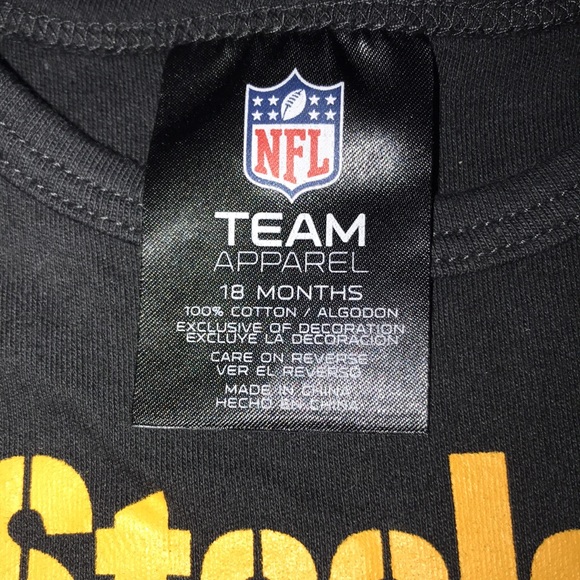 NFL
TEAM
APPAREL
18 MONTHS
100% COTTON / ALGODON
EXCLUSIVE OF DECORATION
EXCLUYE LA DECORACION
CARE ON REVERSE
VER EL REVERSO
MADE IN CHINA
HECHO EN CHINA
Steele